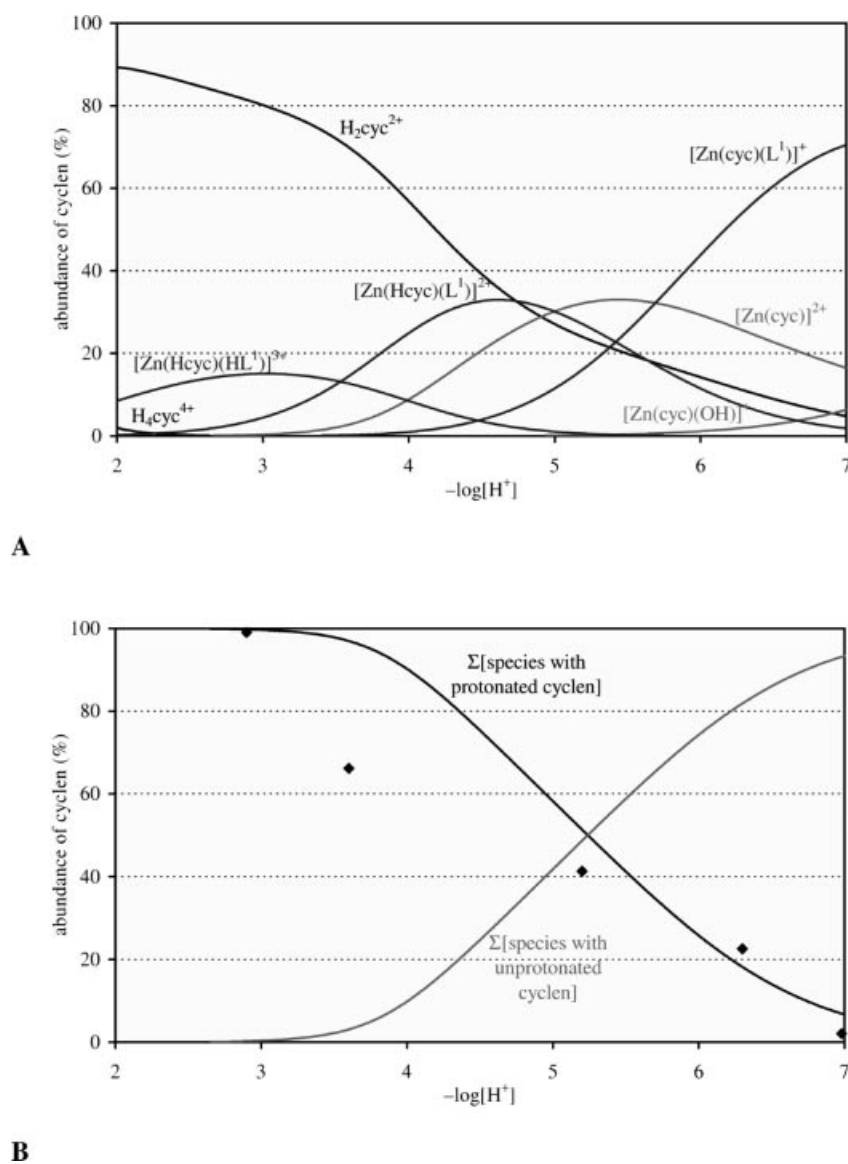 100
80
60
40
20
0
abundance of cyclen (%)
H₂cyc²⁺
[Zn(cyc)(L¹)]⁺
[Zn(Hcyc)(L¹)]²⁺
[Zn(cyc)]²⁺
[Zn(Hcyc)(HL¹)]³⁺
H₄cyc⁴⁺
[Zn(cyc)(OH)]
2 3 4 5 6 7
–log[H⁺]
A
100
80
60
40
20
0
abundance of cyclen (%)
Σ[species with
protonated cyclen]
Σ[species with
unprotonated
cyclen]
2 3 4 5 6 7
–log[H⁺]
B